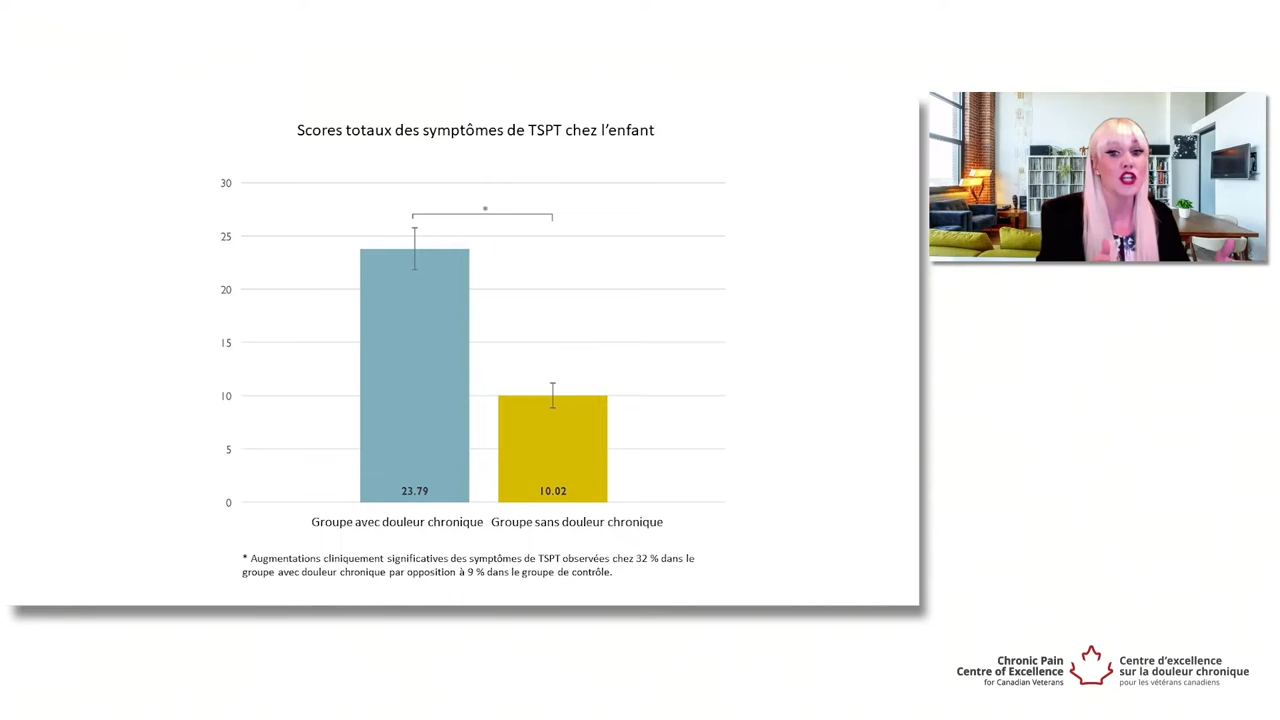 Scores totaux des symptômes de TSPT chez l'enfant
30
25
20
15
10
5
0
*
23.79
10.02
Groupe avec douleur chronique
Groupe sans douleur chronique
* Augmentations cliniquement significatives des symptômes de TSPT observées chez 32 % dans le
groupe avec douleur chronique par opposition à 9 % dans le groupe de contrôle.
Chronic Pain
Centre of Excellence
for Canadian Veterans
Centre d'excellence
sur la douleur chronique
pour les vétérans canadiens